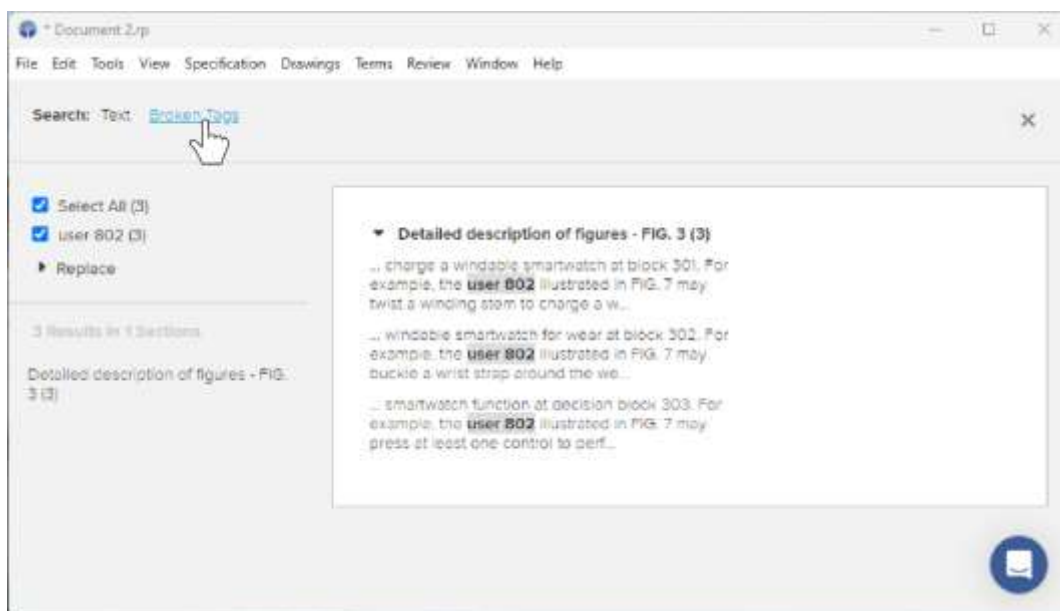 * Document 2.rp
File Edit Tools View Specification Drawings Terms Review Window Help
Search: Text Broken Tags
Select All (3)
user 802 (3)
Replace
3 Results in 1 Sections
Detailed description of figures - FIG.
3 (3)
Detailed description of figures - FIG. 3 (3)
... charge a windable smartwatch at block 301. For
example, the user 802 illustrated in FIG. 7 may
twist a winding stem to charge a w...
... windable smartwatch for wear at block 302. For
example, the user 802 illustrated in FIG. 7 may
buckle a wrist strap around the we...
... smartwatch function at decision block 303. For
example, the user 802 illustrated in FIG. 7 may
press at least one control to perf...